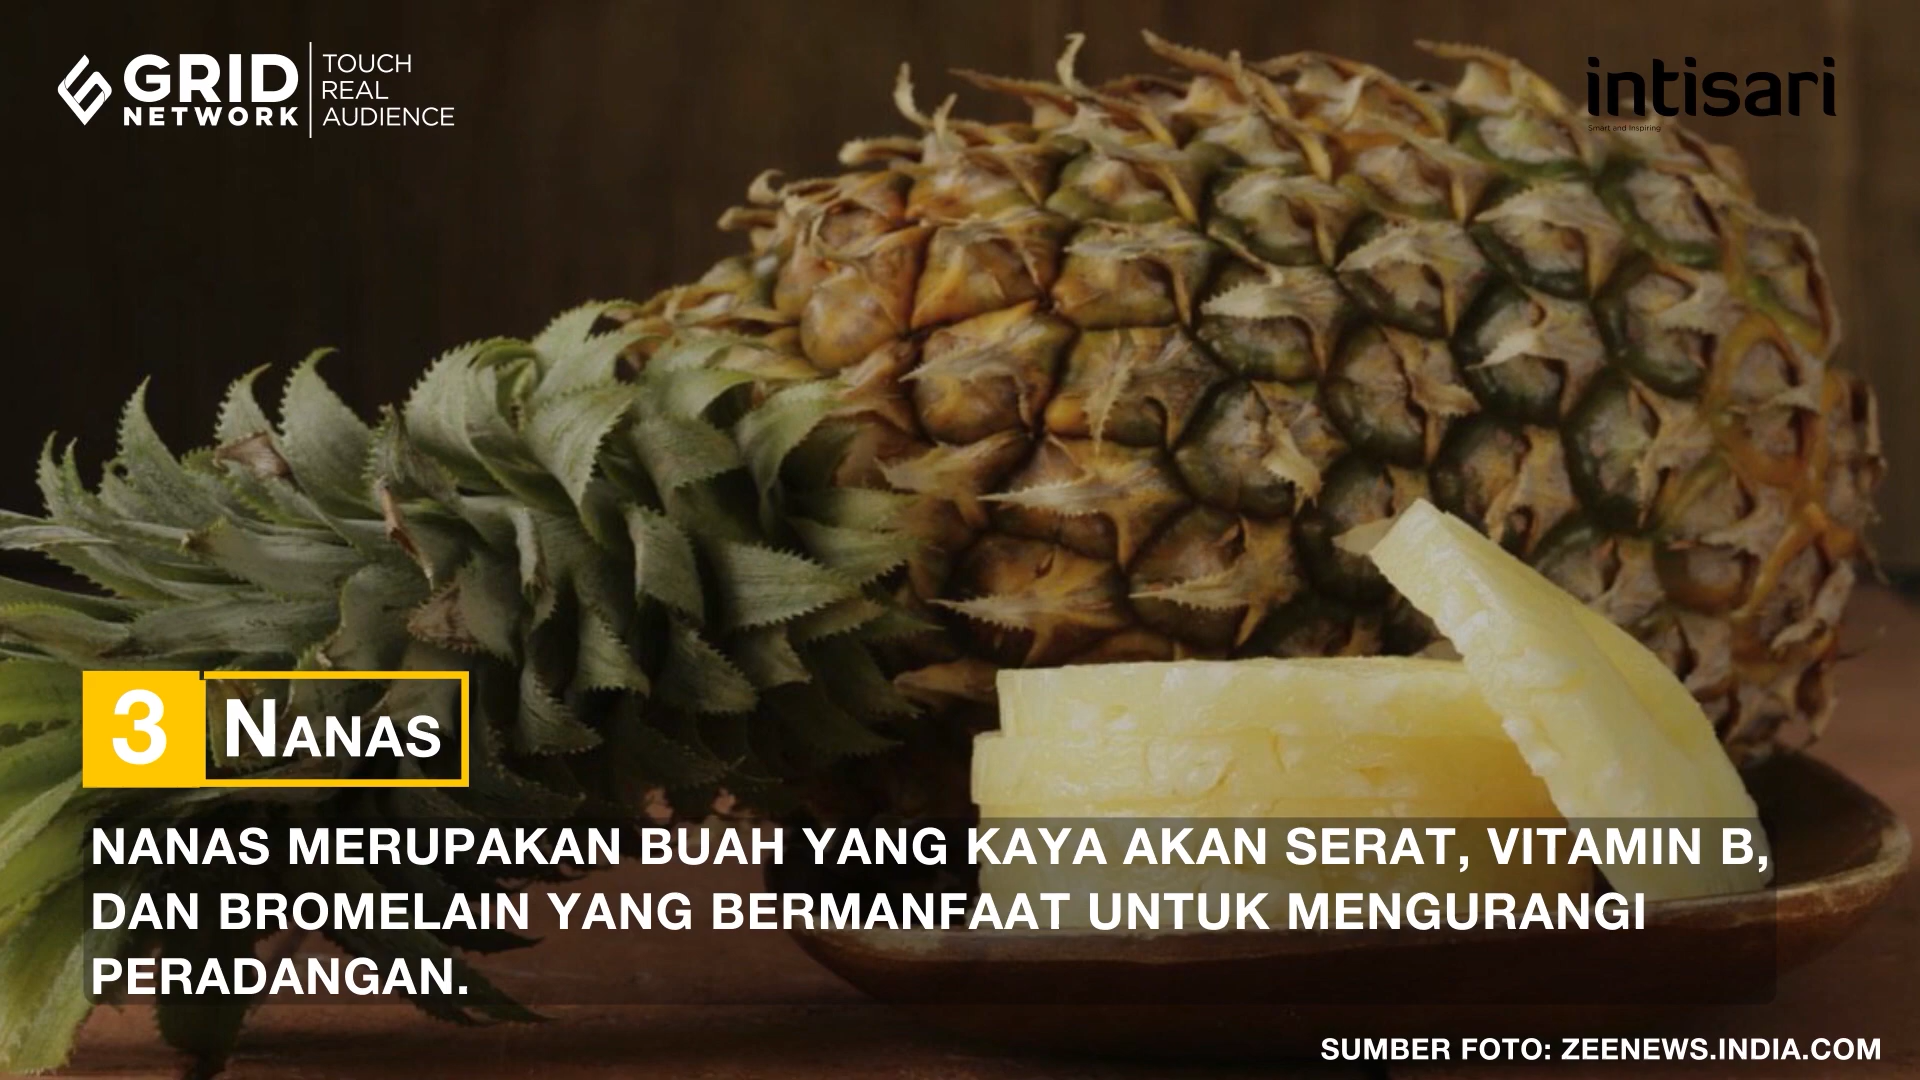 GRID
NETWORK
TOUCH
REAL
AUDIENCE
intisari
Smart and Inspiring
3 NANAS
NANAS MERUPAKAN BUAH YANG KAYA AKAN SERAT, VITAMIN B,
DAN BROMELAIN YANG BERMANFAAT UNTUK MENGURANGI
PERADANGAN.
SUMBER FOTO: ZEENEWS.INDIA.COM